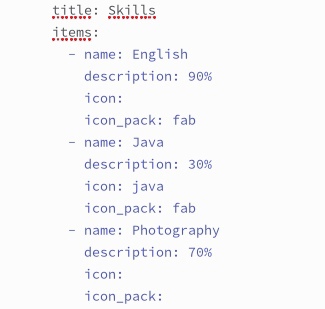 title: Skills
items:
- name: English
description: 90%
icon:
icon_pack: fab
- name: Java
description: 30%
icon: java
icon_pack: fab
- name: Photography
description: 70%
icon:
icon_pack: